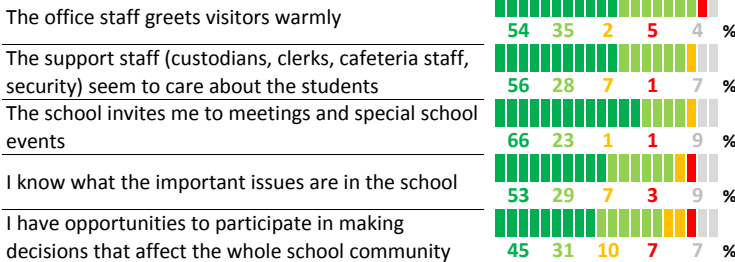 The office staff greets visitors warmly
54 35 2 5 4 %
The support staff (custodians, clerks, cafeteria staff,
security) seem to care about the students
56 28 7 1 7 %
The school invites me to meetings and special school
events
66 23 1 1 9 %
I know what the important issues are in the school
53 29 7 3 9 %
I have opportunities to participate in making
decisions that affect the whole school community
45 31 10 7 7 %